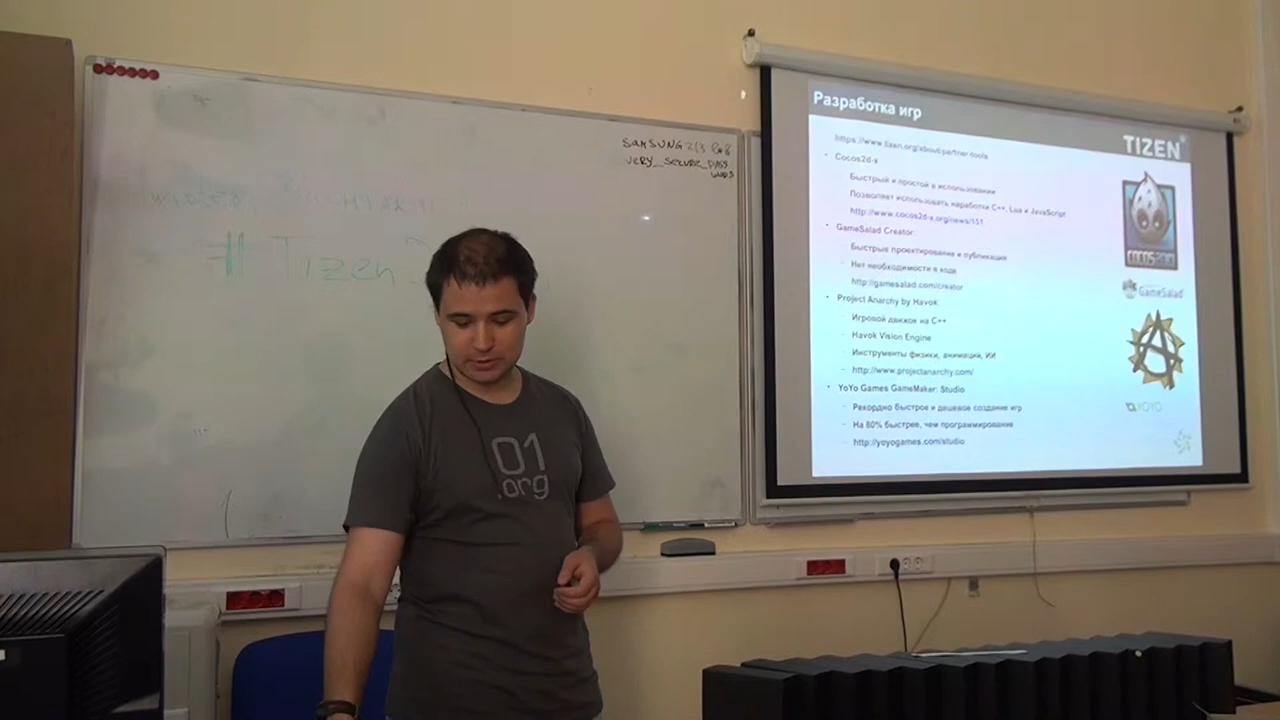 SAMSUNG
very_secure_pass
# Tizen
01
.org
Разработка игр
TIZEN
https://www.tizen.org/about/partner-tools
Cocos2d-x
Быстрый и простой в использовании
Позволяет использовать наработки C++, Lua и JavaScript
http://www.cocos2d-x.org/news/151
GameSalad Creator:
Быстрые проектирование и публикация
Нет необходимости в коде
http://gamesalad.com/creator
Project Anarchy by Havok:
Игровой движок на C++
Havok Vision Engine
Инструменты физики, анимаций, ИИ
http://www.projectanarchy.com/
YoYo Games GameMaker: Studio
Рекордно быстрое и дешевое создание игр
На 80% быстрее, чем программирование
http://yoyogames.com/studio
GameSalad
YOYO